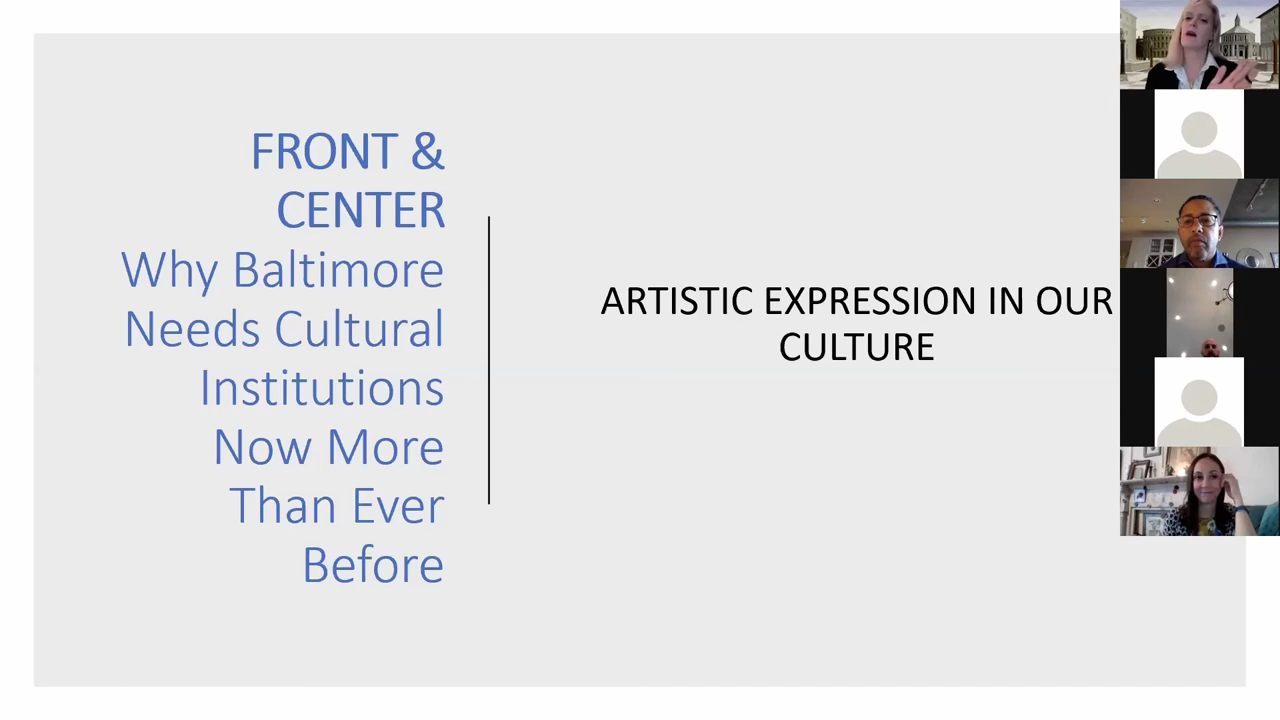 FRONT &
CENTER
Why Baltimore
Needs Cultural
Institutions
Now More
Than Ever
Before
ARTISTIC EXPRESSION IN OUR
CULTURE